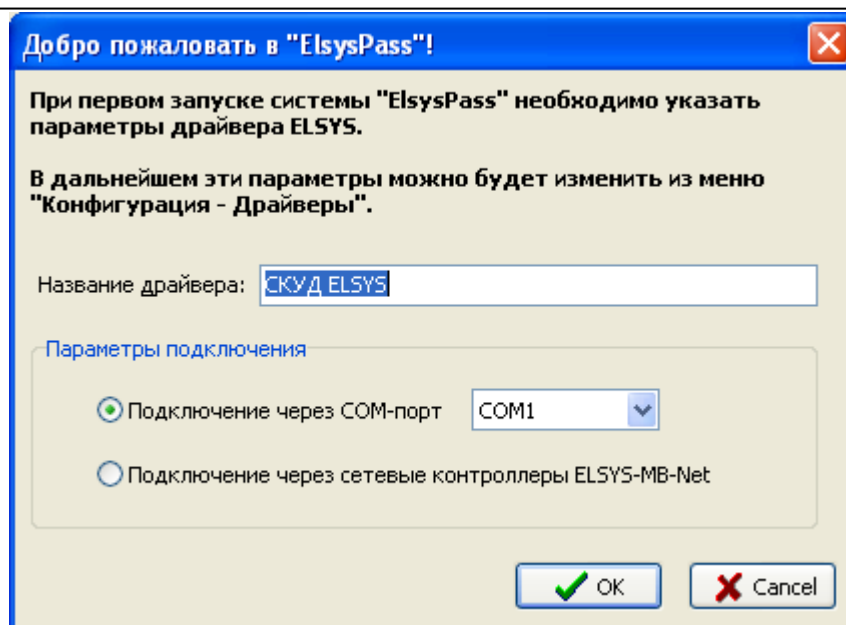 Добро пожаловать в "ElsysPass"!
При первом запуске системы "ElsysPass" необходимо указать
параметры драйвера ELSYS.
В дальнейшем эти параметры можно будет изменить из меню
"Конфигурация - Драйверы".
Название драйвера: СКУД ELSYS
Параметры подключения
Подключение через COM-порт COM1
Подключение через сетевые контроллеры ELSYS-MB-Net
OK Cancel